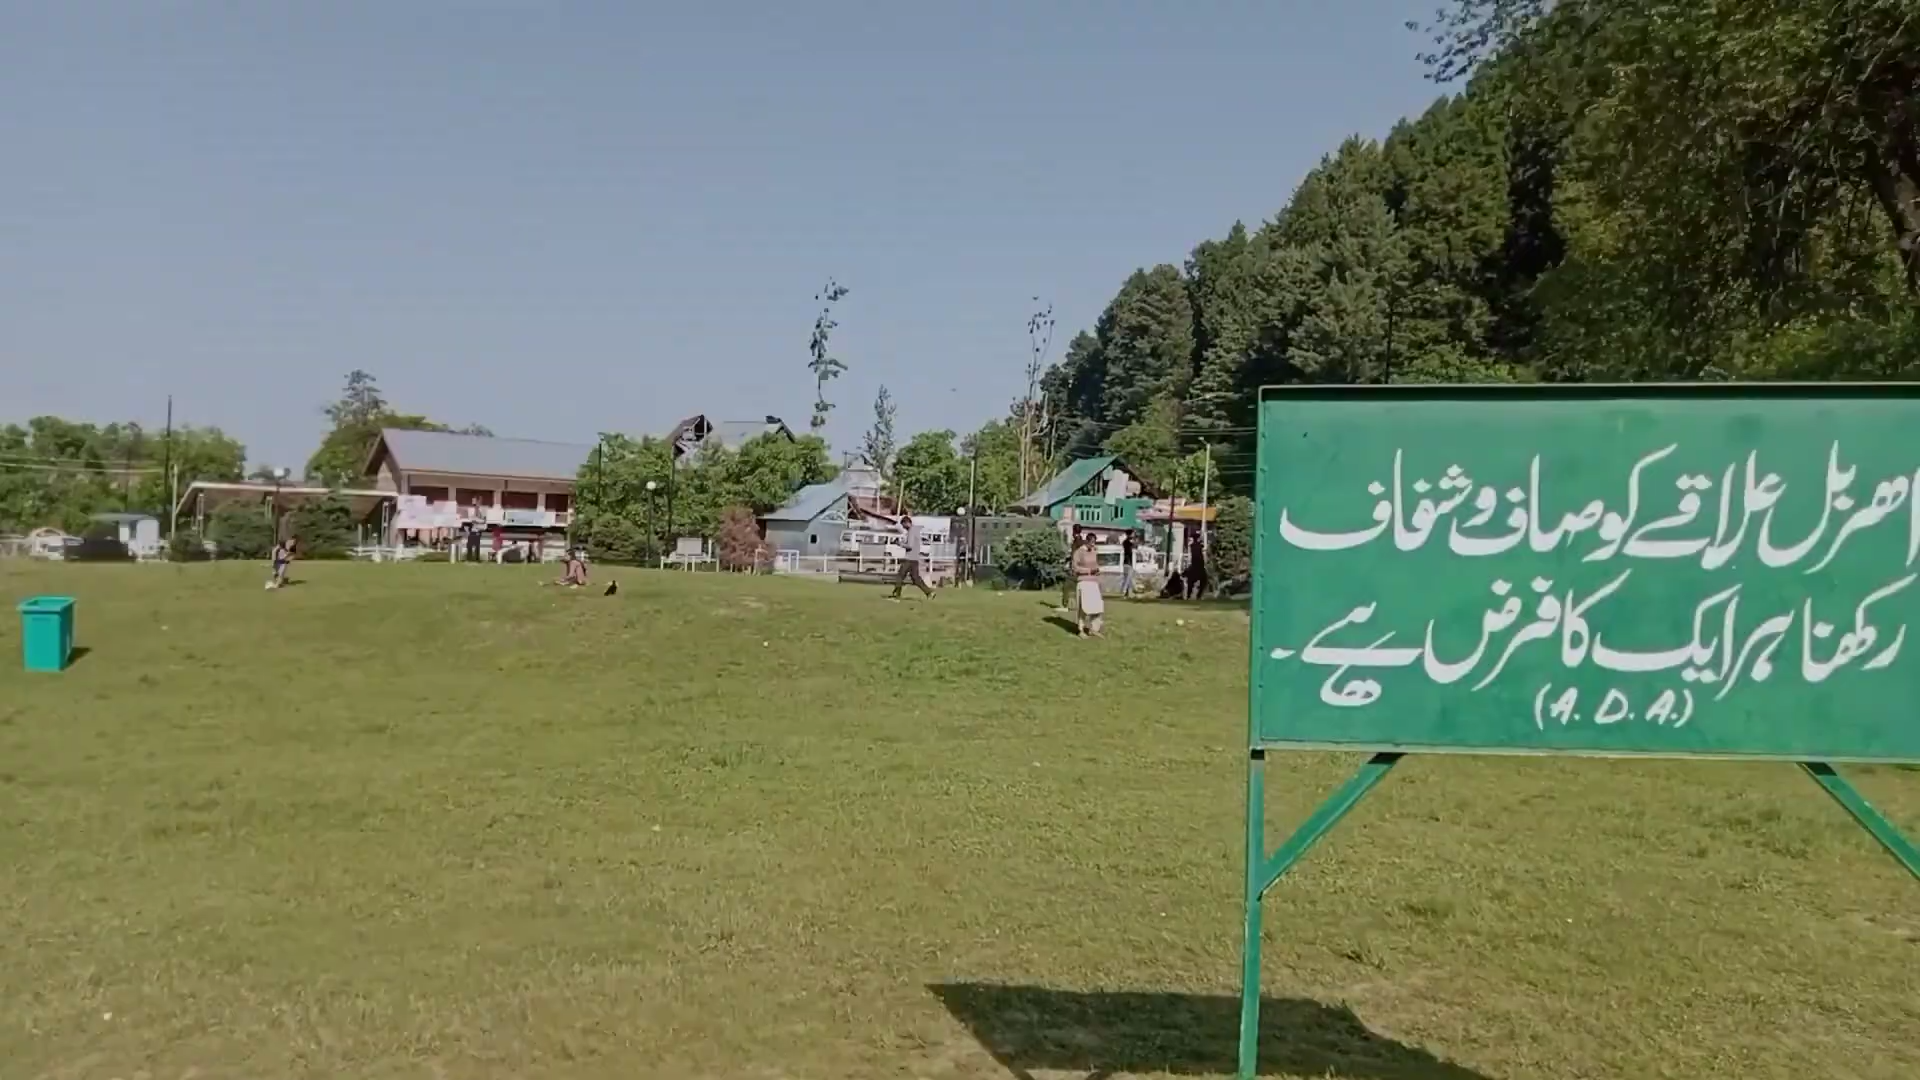 اھربل علاقے کو صاف و شفاف
رکھنا ہر ایک کا فرض ہے۔
(A. D. A.)